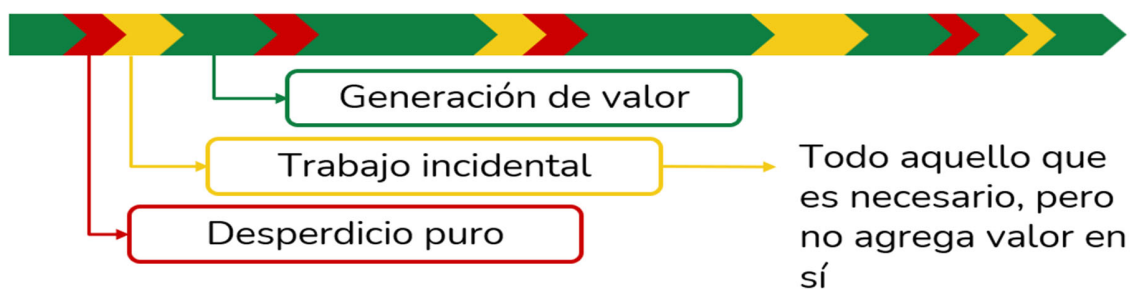 Generación de valor
Trabajo incidental
Todo aquello que
es necesario, pero
no agrega valor en
sí
Desperdicio puro